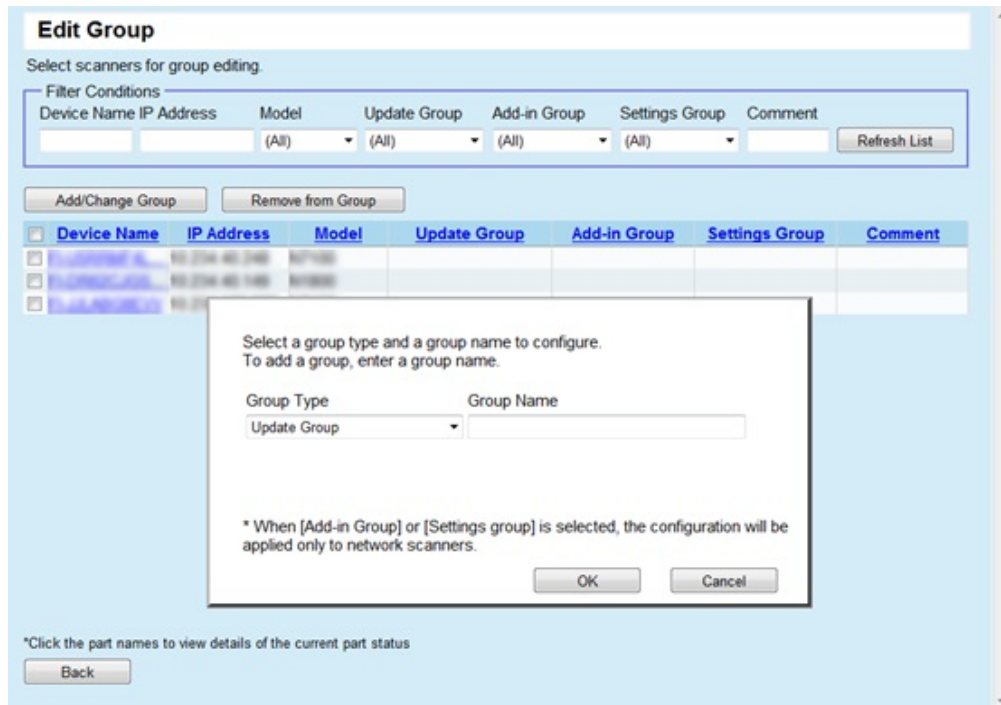 Edit Group
Select scanners for group editing.
Filter Conditions
Device Name IP Address Model Update Group Add-in Group Settings Group Comment
(All) (All) (All) (All) Refresh List
Add/Change Group Remove from Group
Device Name IP Address Model Update Group Add-in Group Settings Group Comment
Select a group type and a group name to configure.
To add a group, enter a group name.
Group Type Group Name
Update Group
* When [Add-in Group] or [Settings group] is selected, the configuration will be
applied only to network scanners.
OK Cancel
*Click the part names to view details of the current part status
Back